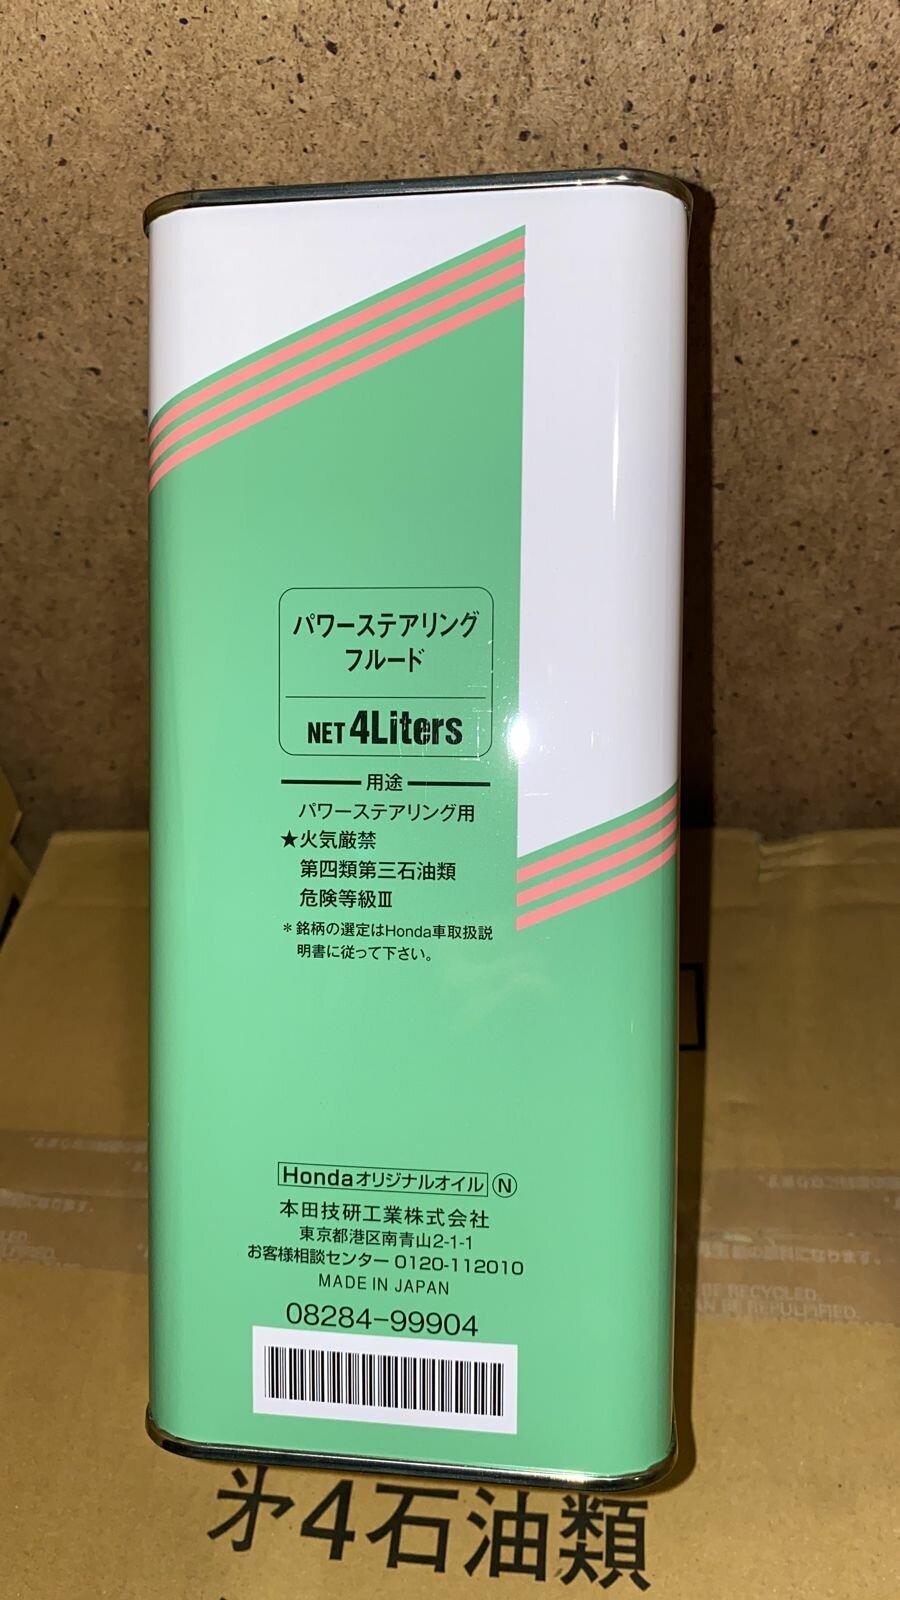 パワーステアリング
フルード
NET 4Liters
用途
パワーステアリング用
★火気厳禁
第四類第三石油類
危険等級Ⅲ
＊銘柄の選定はHonda車取扱説
明書に従って下さい。
Hondaオリジナルオイル Ⓝ
本田技研工業株式会社
東京都港区南青山2-1-1
お客様相談センター 0120-112010
MADE IN JAPAN
08284-99904
BE RECYCLED.
AN BE REPULPIFIED.
㐧4石油類